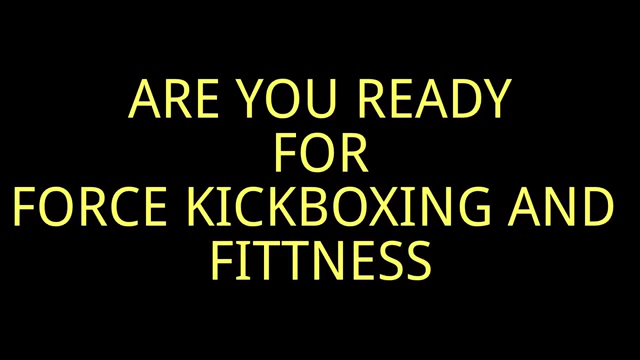 ARE YOU READY
FOR
FORCE KICKBOXING AND
FITTNESS